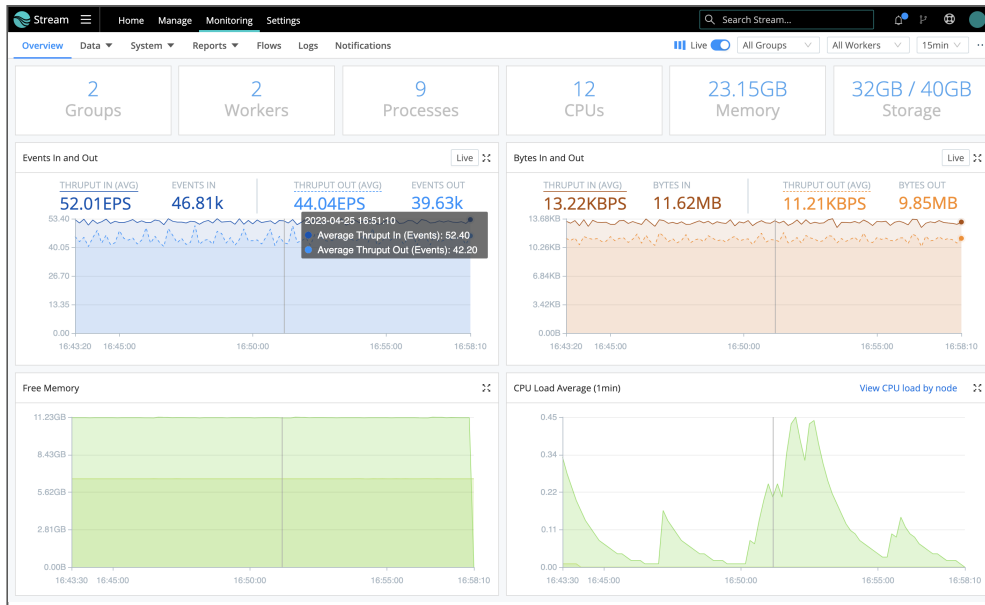 Stream Home Manage Monitoring Settings Search Stream...
Overview Data System Reports Flows Logs Notifications Live All Groups All Workers 15min
2 2 9 12 23.15GB 32GB / 40GB
Groups Workers Processes CPUs Memory Storage
Events In and Out Live
THRUPUT IN (AVG) EVENTS IN THRUPUT OUT (AVG) EVENTS OUT
52.01EPS 46.81k 44.04EPS 39.63k
53.40
2023-04-25 16:51:10
Average Thruput In (Events): 52.40
Average Thruput Out (Events): 42.20
40.05
26.70
13.35
0.00
16:43:20 16:45:00 16:50:00 16:55:00 16:58:10
Bytes In and Out Live
THRUPUT IN (AVG) BYTES IN THRUPUT OUT (AVG) BYTES OUT
13.22KBPS 11.62MB 11.21KBPS 9.85MB
13.68KB
10.26KB
6.84KB
3.42KB
0.00B
16:43:20 16:45:00 16:50:00 16:55:00 16:58:10
Free Memory
11.23GB
8.43GB
5.62GB
2.81GB
0.00B
16:43:30 16:45:00 16:50:00 16:55:00 16:58:10
CPU Load Average (1min) View CPU load by node
0.45
0.34
0.22
0.11
0.00
16:43:30 16:45:00 16:50:00 16:55:00 16:58:10